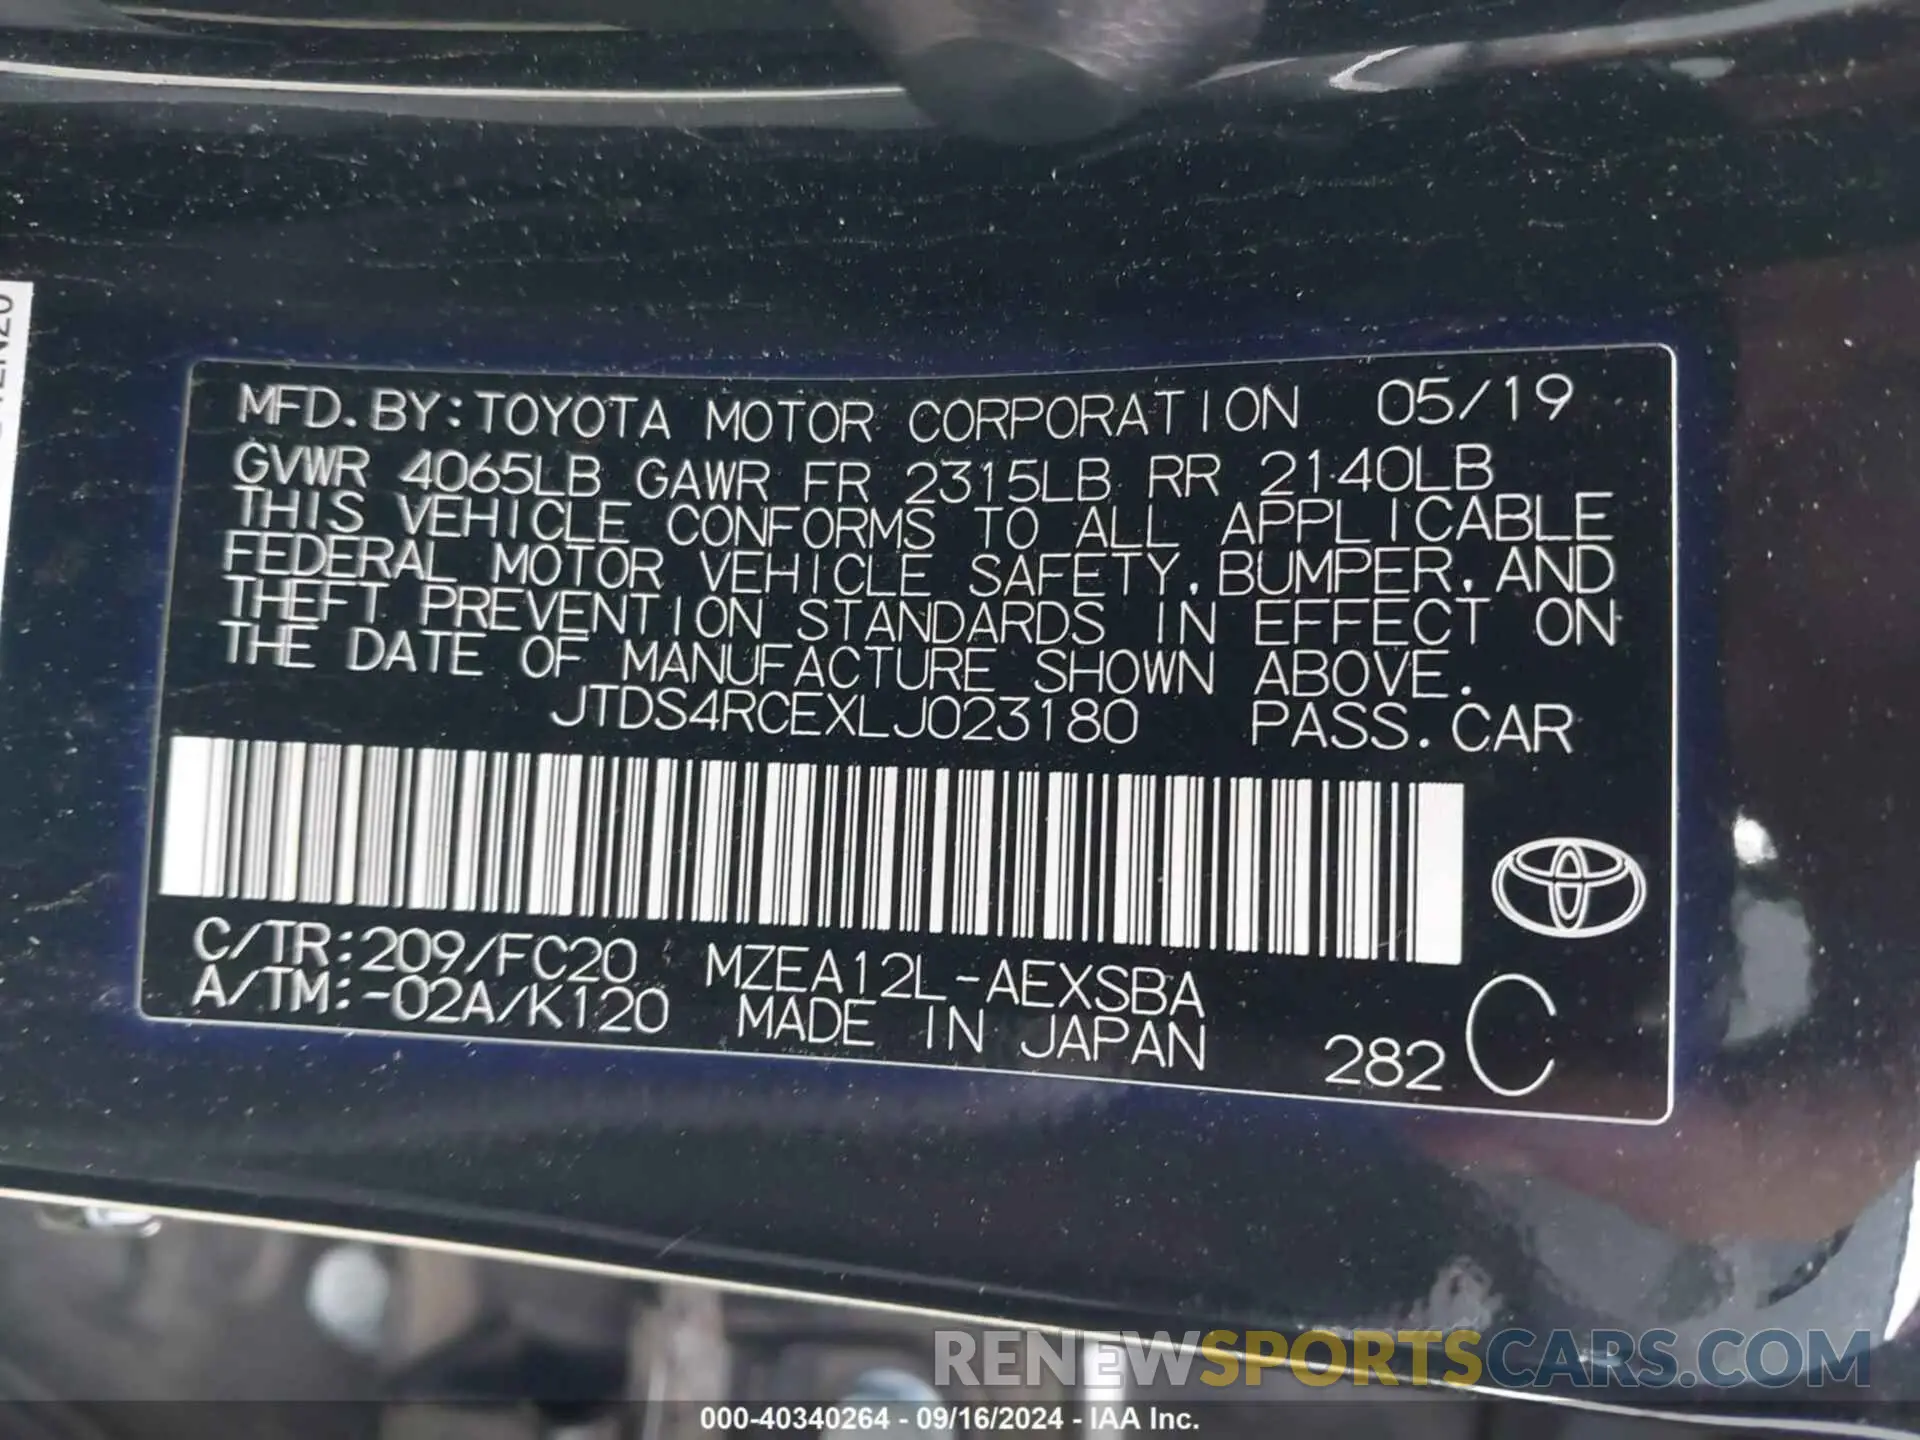 MFD.BY:TOYOTA MOTOR CORPORATION 05/19
GVWR 4065LB GAWR FR 2315LB RR 2140LB
THIS VEHICLE CONFORMS TO ALL APPLICABLE
FEDERAL MOTOR VEHICLE SAFETY,BUMPER,AND
THEFT PREVENTION STANDARDS IN EFFECT ON
THE DATE OF MANUFACTURE SHOWN ABOVE.
JTDS4RCEXLJ023180 PASS.CAR
C/TR:209/FC20 MZEA12L-AEXSBA
A/TM:-02A/K120 MADE IN JAPAN 282 C
RENEWSPORTSCARS.COM
000-40340264 - 09/16/2024 - IAA Inc.